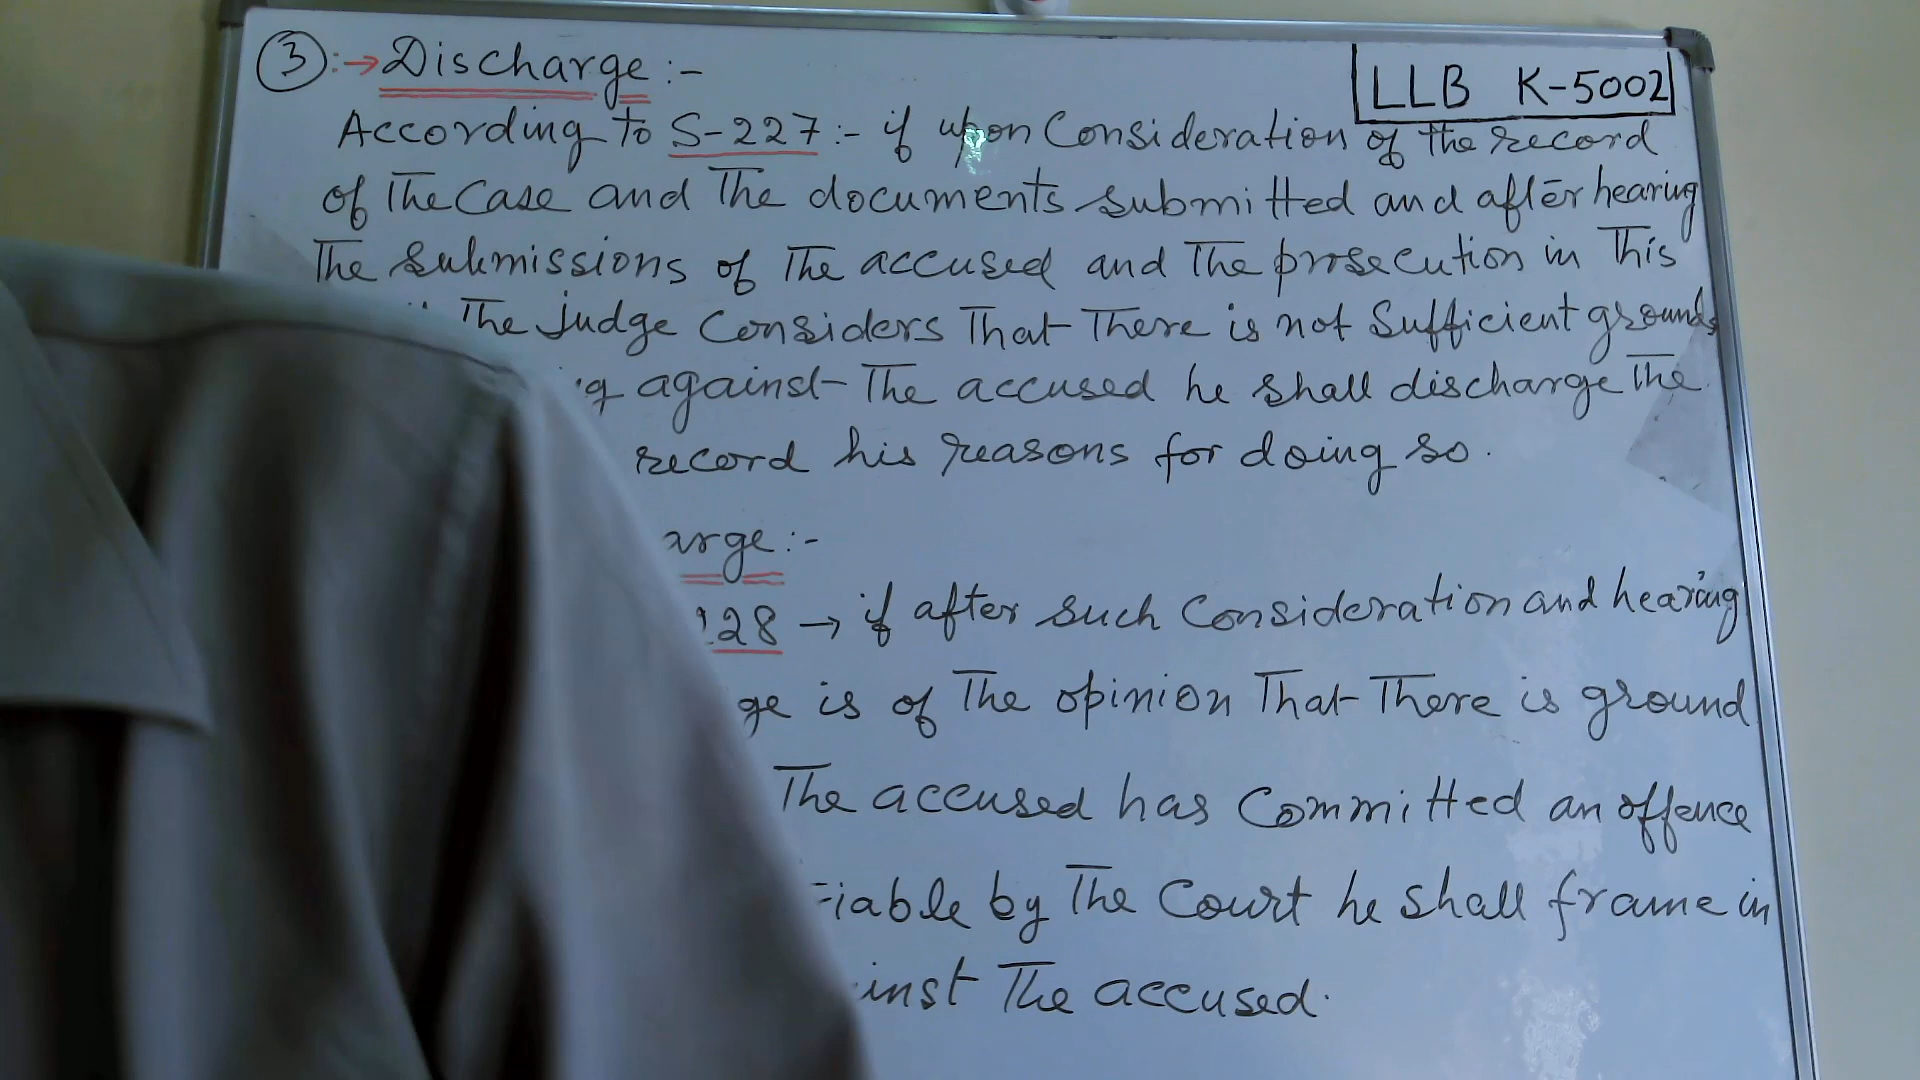 ③:→ Discharge :-
LLB K-5002
According to S-227:- if upon Consideration of the record
of The Case and The documents submitted and after hearing
The submissions of The accused and The prosecution in This
The judge Considers That There is not Sufficient grounds
against The accused he shall discharge The
record his reasons for doing so.
arge:-
228 → if after such Consideration and hearing
ge is of The opinion That There is ground
The accused has Committed an offence
iable by The Court he shall frame in
inst The accused.